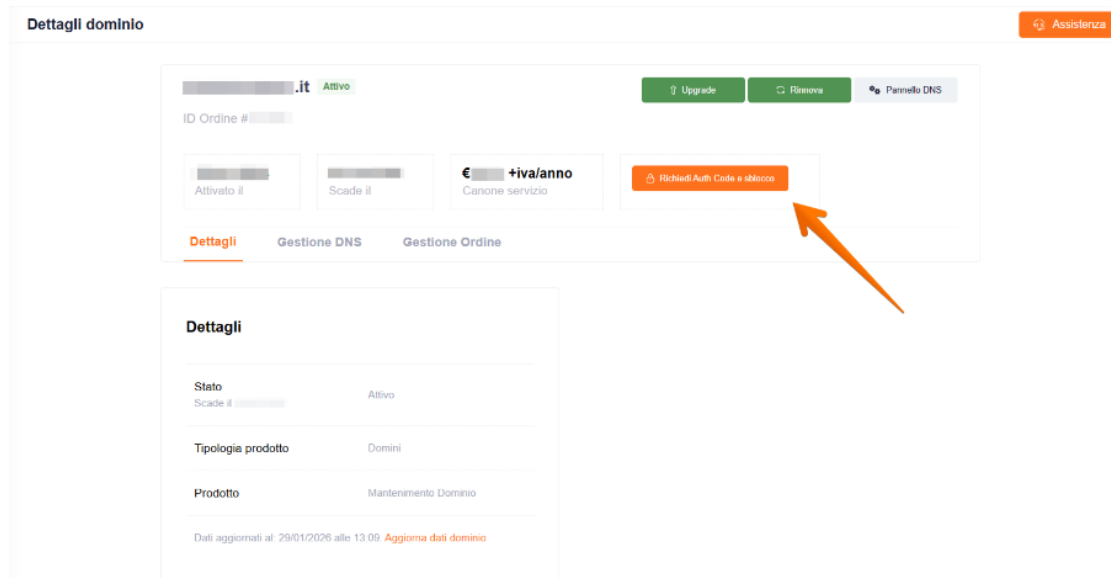 Dettagli dominio
Assistenza
.it Attivo
Upgrade
Rinnova
Pannello DNS
ID Ordine #
Attivato il
Scade il
€ +iva/anno
Canone servizio
Richiedi Auth Code e sblocco
Dettagli
Gestione DNS
Gestione Ordine
Dettagli
Stato
Scade il
Attivo
Tipologia prodotto
Domini
Prodotto
Mantenimento Dominio
Dati aggiornati al: 29/01/2026 alle 13:09. Aggiorna dati dominio